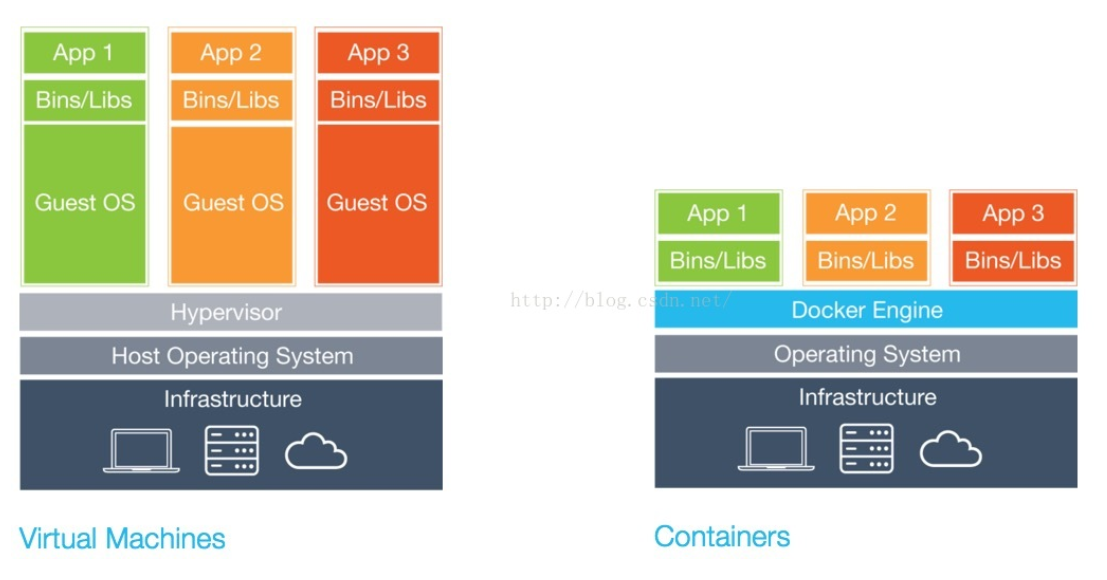 App 1
App 2
App 3
Bins/Libs
Bins/Libs
Bins/Libs
Guest OS
Guest OS
Guest OS
Hypervisor
Host Operating System
Infrastructure
Virtual Machines
http://blog.csdn.net/
App 1
App 2
App 3
Bins/Libs
Bins/Libs
Bins/Libs
Docker Engine
Operating System
Infrastructure
Containers